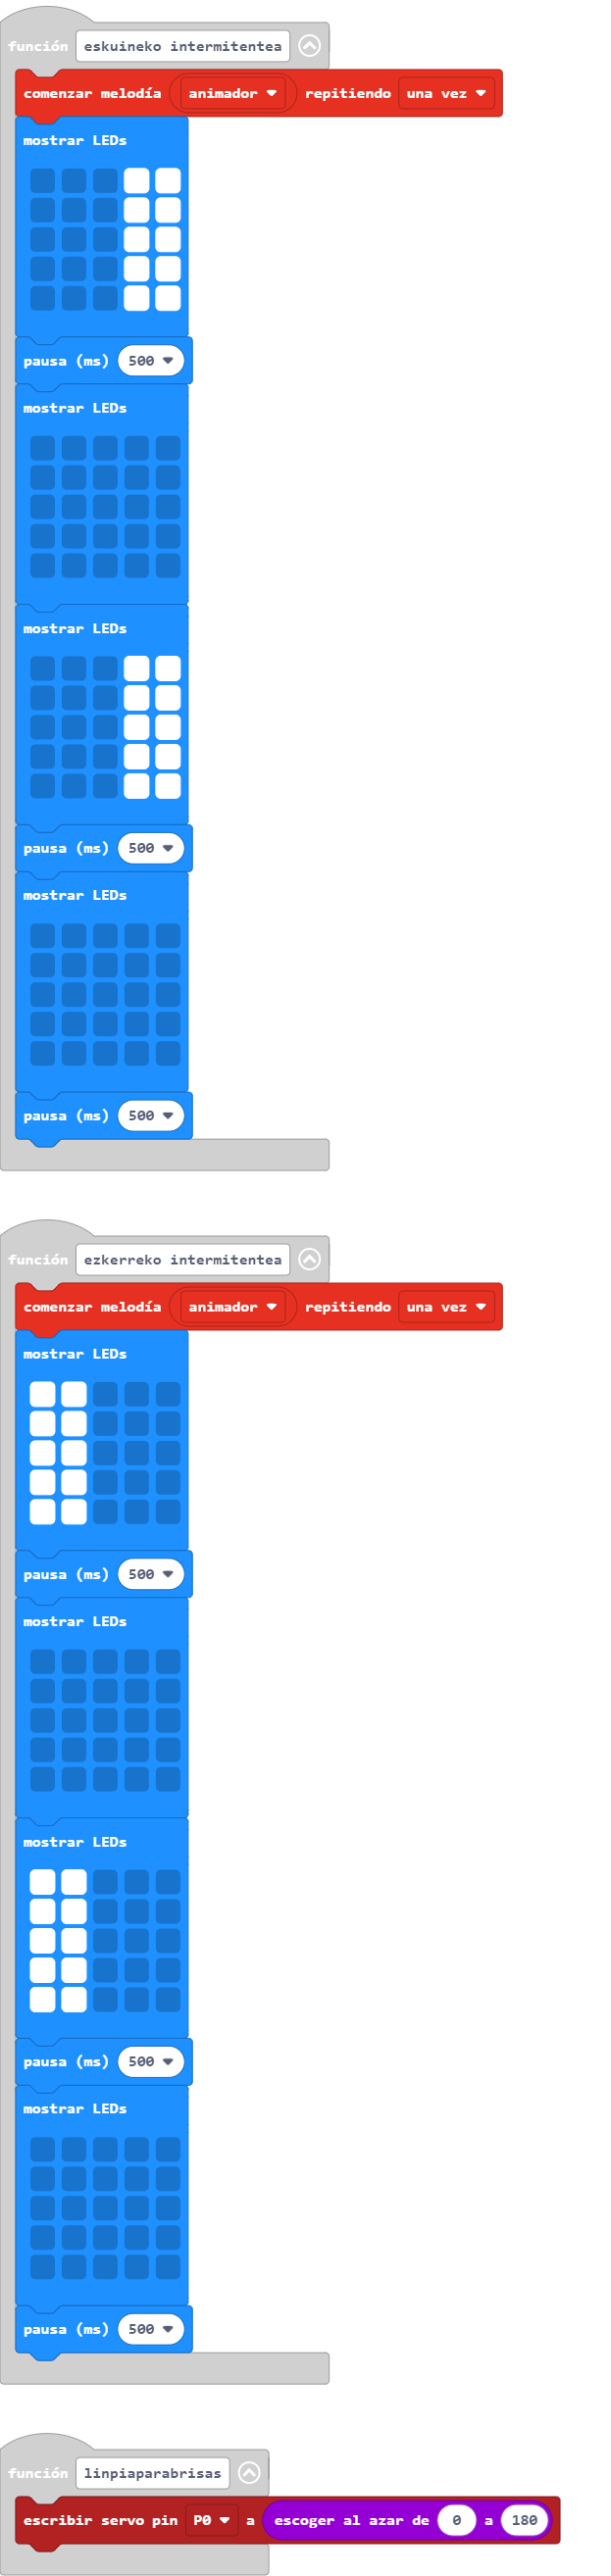 función eskuineko intermitentea
comenzar melodía animador repitiendo una vez
mostrar LEDs
pausa (ms) 500
mostrar LEDs
mostrar LEDs
pausa (ms) 500
mostrar LEDs
pausa (ms) 500
función ezkerreko intermitentea
comenzar melodía animador repitiendo una vez
mostrar LEDs
pausa (ms) 500
mostrar LEDs
mostrar LEDs
pausa (ms) 500
mostrar LEDs
pausa (ms) 500
función linpiaparabrisas
escribir servo pin P0 a escoger al azar de 0 a 180